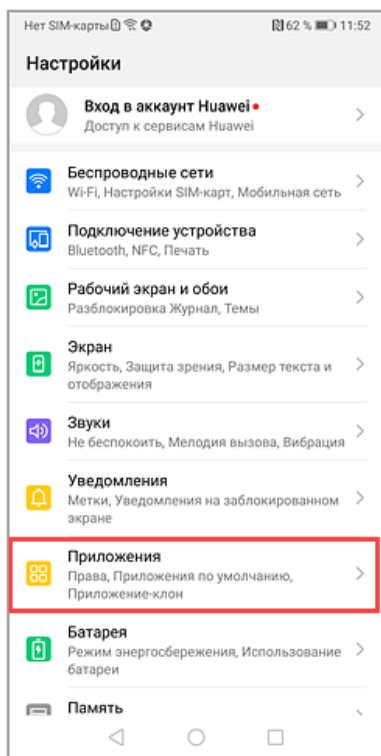 Нет SIM-карты 62 % 11:52
Настройки
Вход в аккаунт Huawei
Доступ к сервисам Huawei
Беспроводные сети
Wi-Fi, Настройки SIM-карт, Мобильная сеть
Подключение устройства
Bluetooth, NFC, Печать
Рабочий экран и обои
Разблокировка Журнал, Темы
Экран
Яркость, Защита зрения, Размер текста и
отображения
Звуки
Не беспокоить, Мелодия вызова, Вибрация
Уведомления
Метки, Уведомления на заблокированном
экране
Приложения
Права, Приложения по умолчанию,
Приложение-клон
Батарея
Режим энергосбережения, Использование
батареи
Память